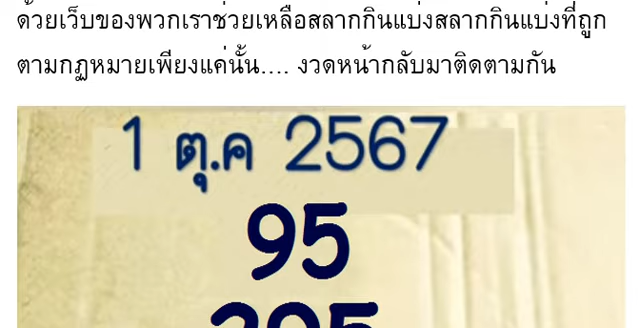 ด้วยเว็บของพวกเราช่วยเหลือสลากกินแบ่งสลากกินแบ่งที่ถูก
ตามกฏหมายเพียงแค่นั้น.... งวดหน้ากลับมาติดตามกัน
1 ตุ.ค 2567
95